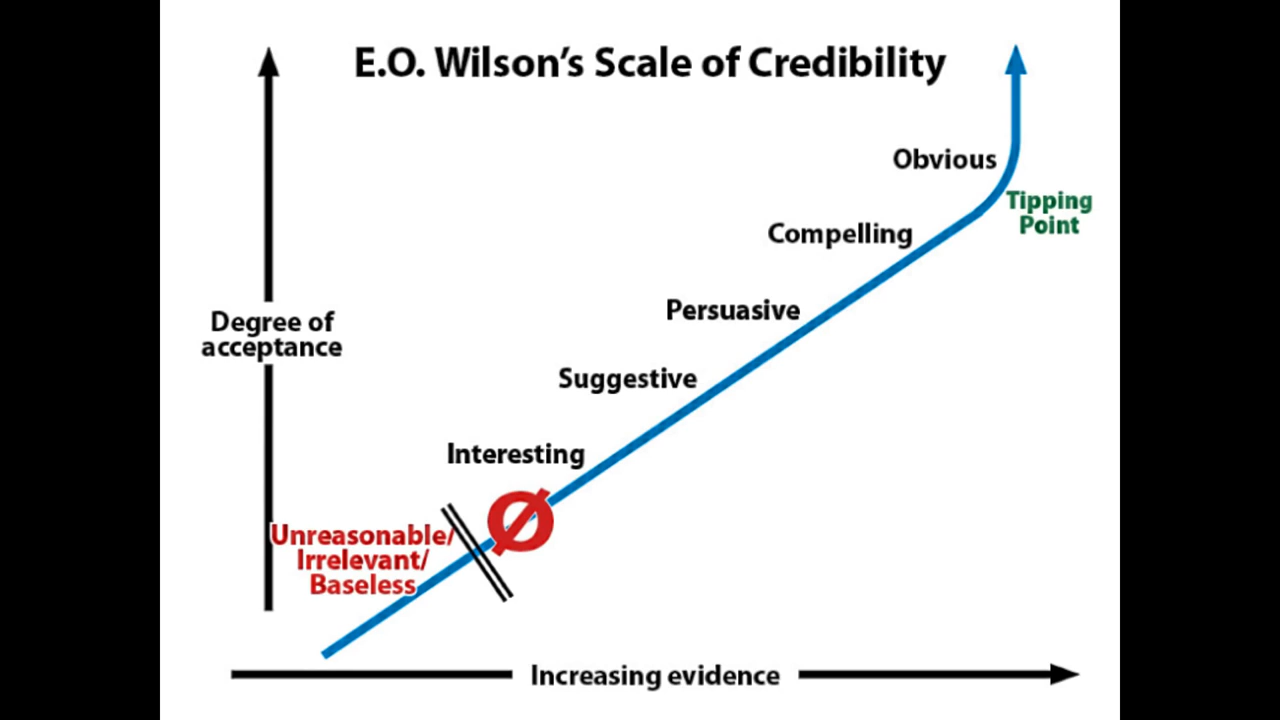 E.O. Wilson's Scale of Credibility
Obvious
Tipping
Point
Compelling
Persuasive
Degree of
acceptance
Suggestive
Interesting
Ø
Unreasonable/
Irrelevant/
Baseless
Increasing evidence